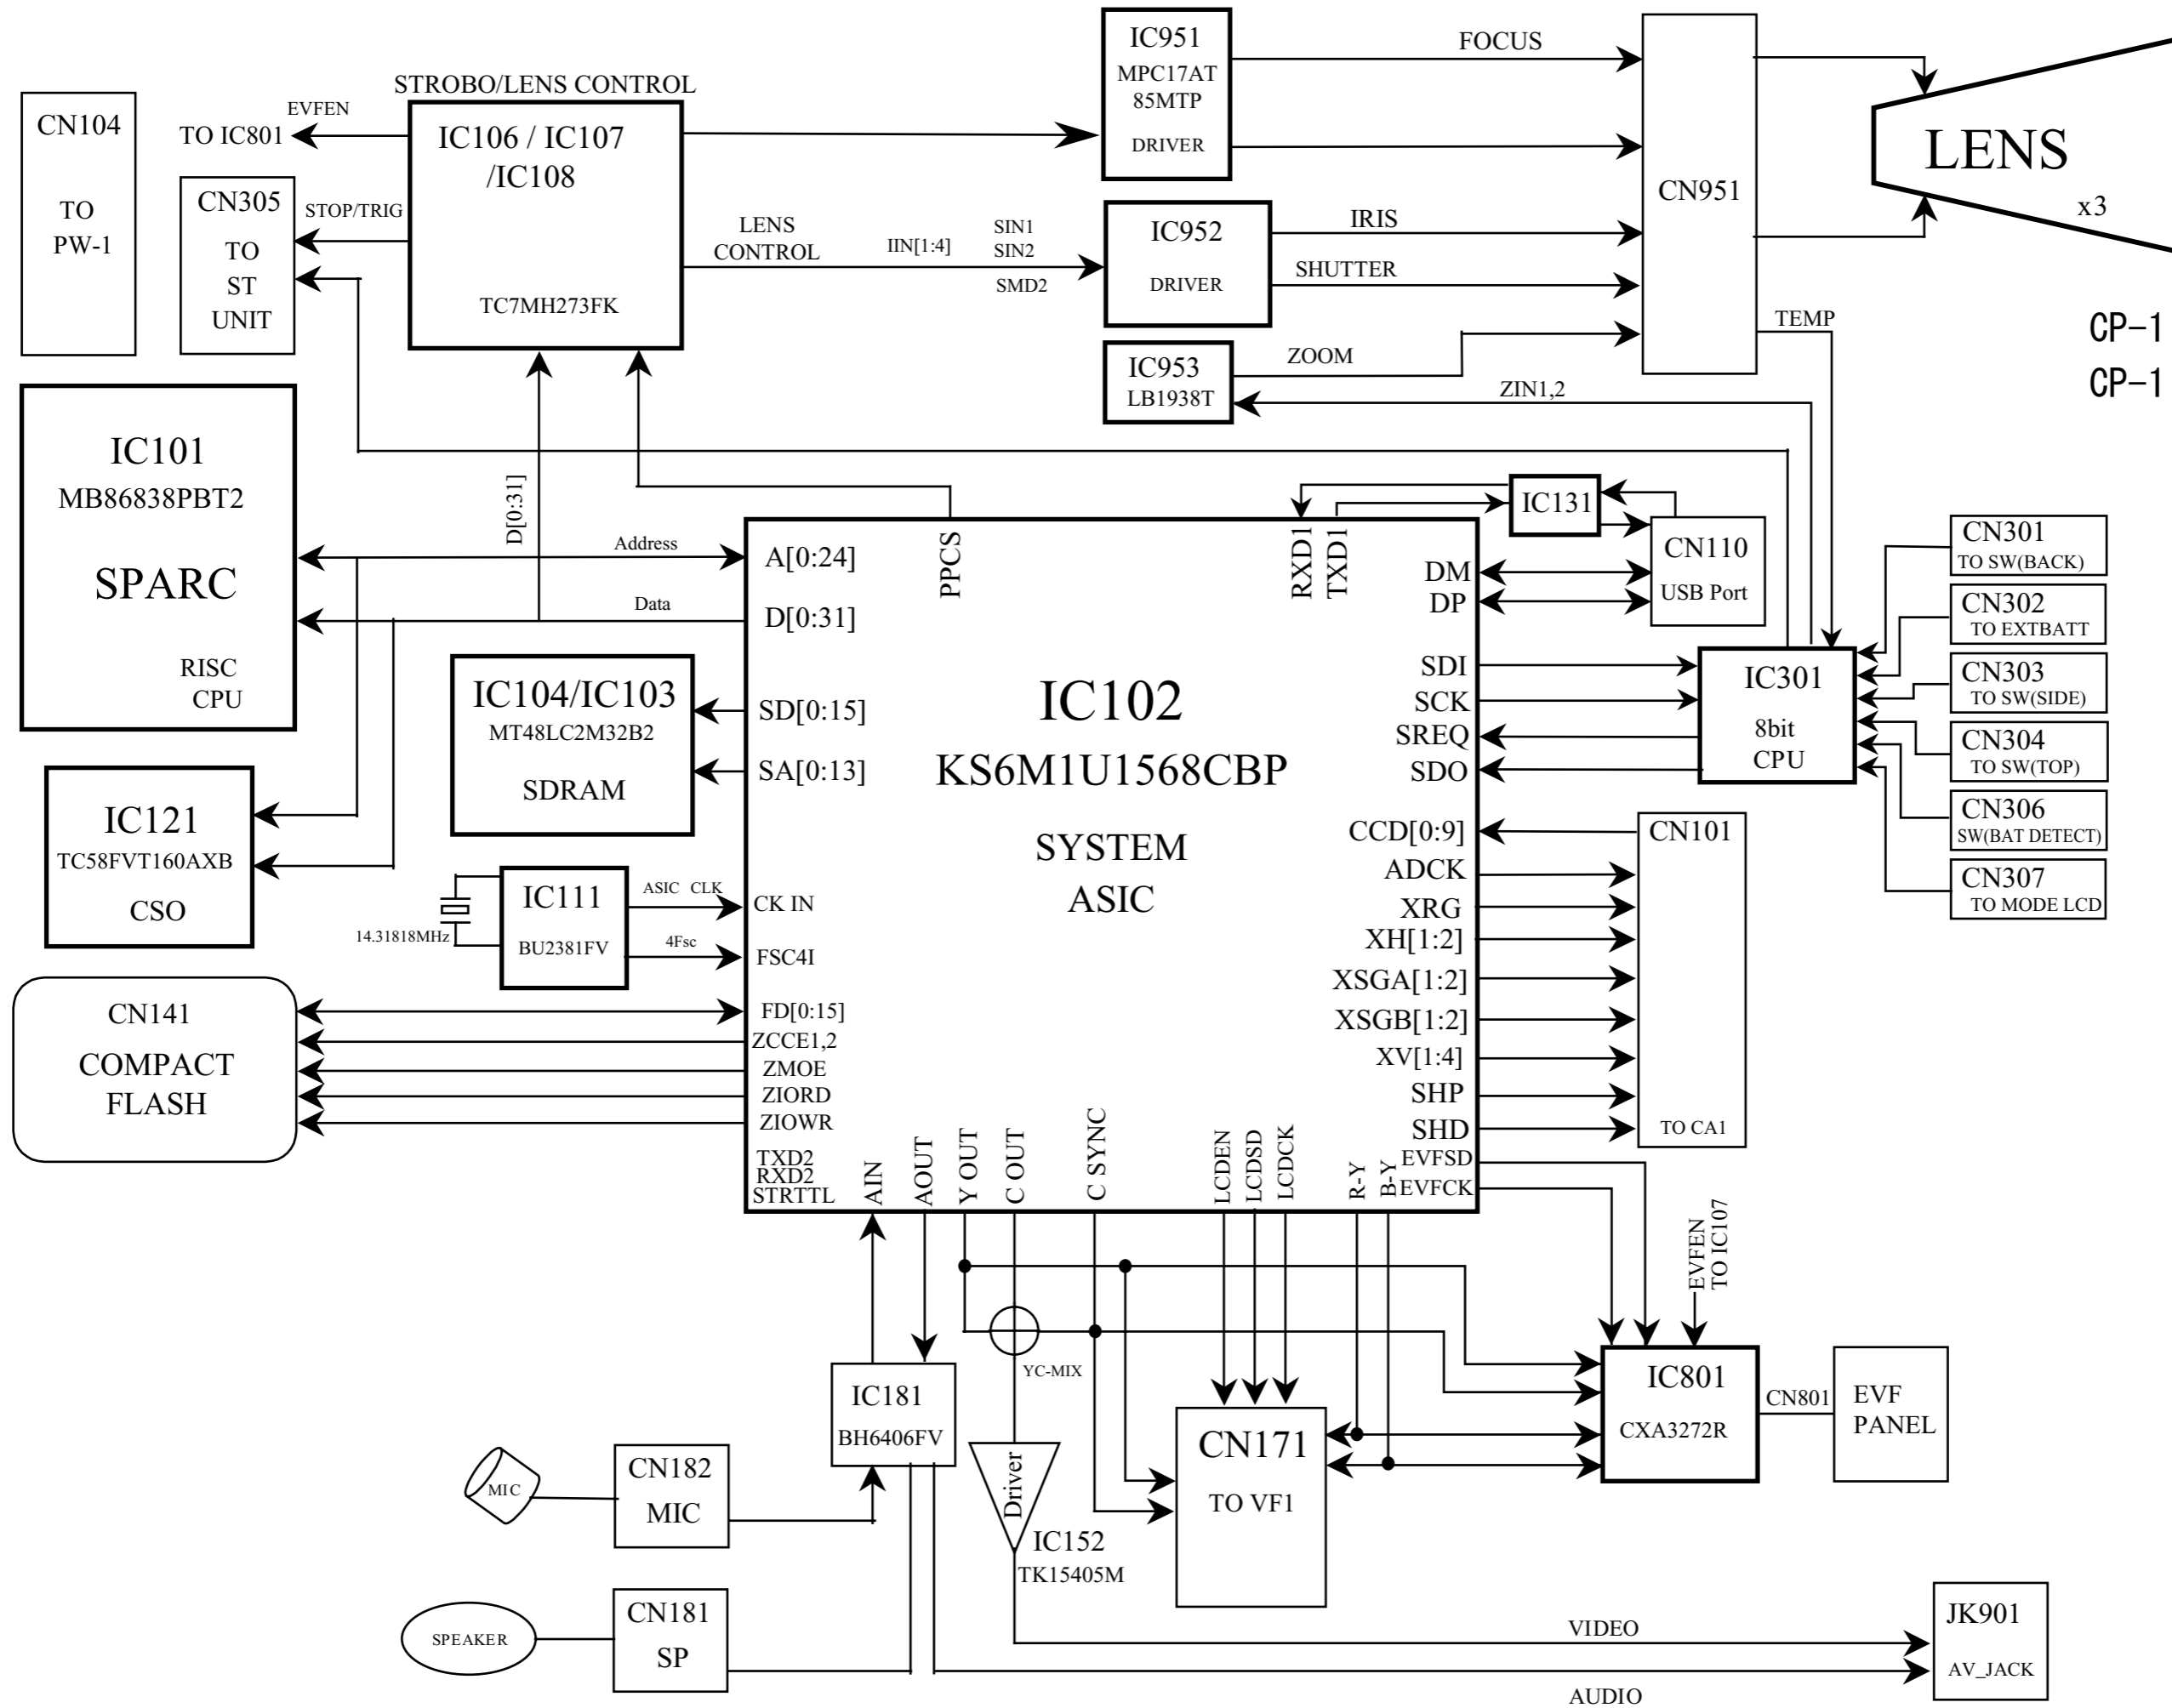 CN104
TO
PW-1
EVFEN
TO IC801
CN305
TO
ST
UNIT
STOP/TRIG
STROBO/LENS CONTROL
IC106 / IC107
/IC108
TC7MH273FK
LENS
CONTROL
IIN[1:4]
SIN1
SIN2
SMD2
IC951
MPC17AT
85MTP
DRIVER
FOCUS
IC952
DRIVER
IRIS
SHUTTER
IC953
LB1938T
ZOOM
ZIN1,2
CN951
TEMP
LENS
x3
CP-1
CP-1
IC101
MB86838PBT2
SPARC
RISC
CPU
D[0:31]
Address
Data
IC121
TC58FVT160AXB
CSO
IC104/IC103
MT48LC2M32B2
SDRAM
14.31818MHz
IC111
BU2381FV
ASIC CLK
4Fsc
CN141
COMPACT
FLASH
A[0:24]
D[0:31]
SD[0:15]
SA[0:13]
CK IN
FSC4I
FD[0:15]
ZCCE1,2
ZMOE
ZIORD
ZIOWR
TXD2
RXD2
STRTTL
PPCS
RXD1
TXD1
IC102
KS6M1U1568CBP
SYSTEM
ASIC
DM
DP
SDI
SCK
SREQ
SDO
CCD[0:9]
ADCK
XRG
XH[1:2]
XSGA[1:2]
XSGB[1:2]
XV[1:4]
SHP
SHD
EVFSD
EVFCK
AIN
AOUT
Y OUT
C OUT
C SYNC
LCDEN
LCDSD
LCDCK
R-Y
B-Y
IC131
CN110
USB Port
IC301
8bit
CPU
CN301
TO SW(BACK)
CN302
TO EXTBATT
CN303
TO SW(SIDE)
CN304
TO SW(TOP)
CN306
SW(BAT DETECT)
CN307
TO MODE LCD
CN101
TO CA1
EVFEN
TO IC107
YC-MIX
IC181
BH6406FV
MIC
CN182
MIC
SPEAKER
CN181
SP
Driver
IC152
TK15405M
CN171
TO VF1
IC801
CXA3272R
CN801
EVF
PANEL
VIDEO
AUDIO
JK901
AV_JACK